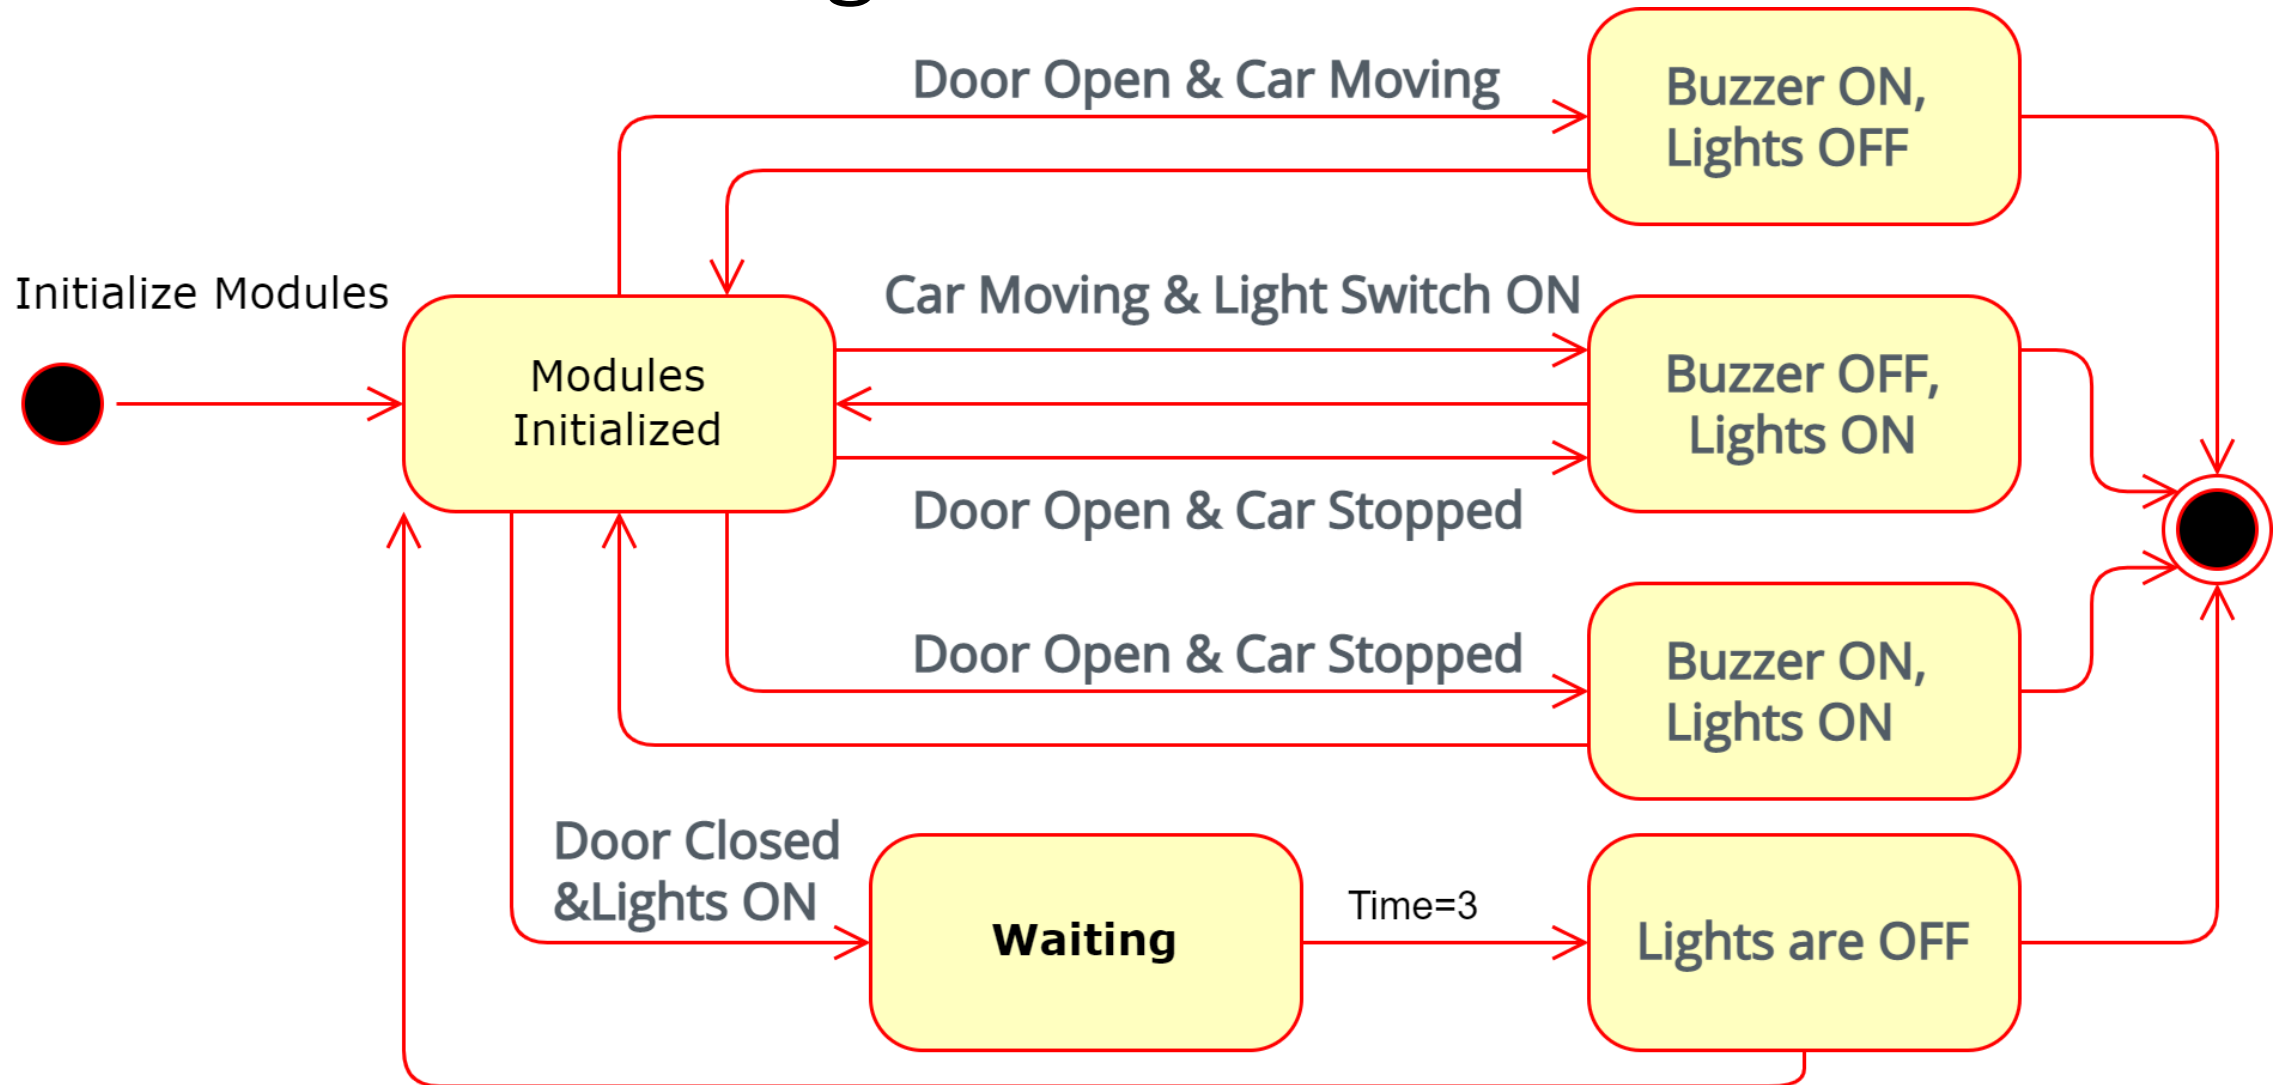 Door Open & Car Moving
Buzzer ON,
Lights OFF
Initialize Modules
Car Moving & Light Switch ON
Modules
Initialized
Buzzer OFF,
Lights ON
Door Open & Car Stopped
Door Open & Car Stopped
Buzzer ON,
Lights ON
Door Closed
&Lights ON
Waiting
Time=3
Lights are OFF